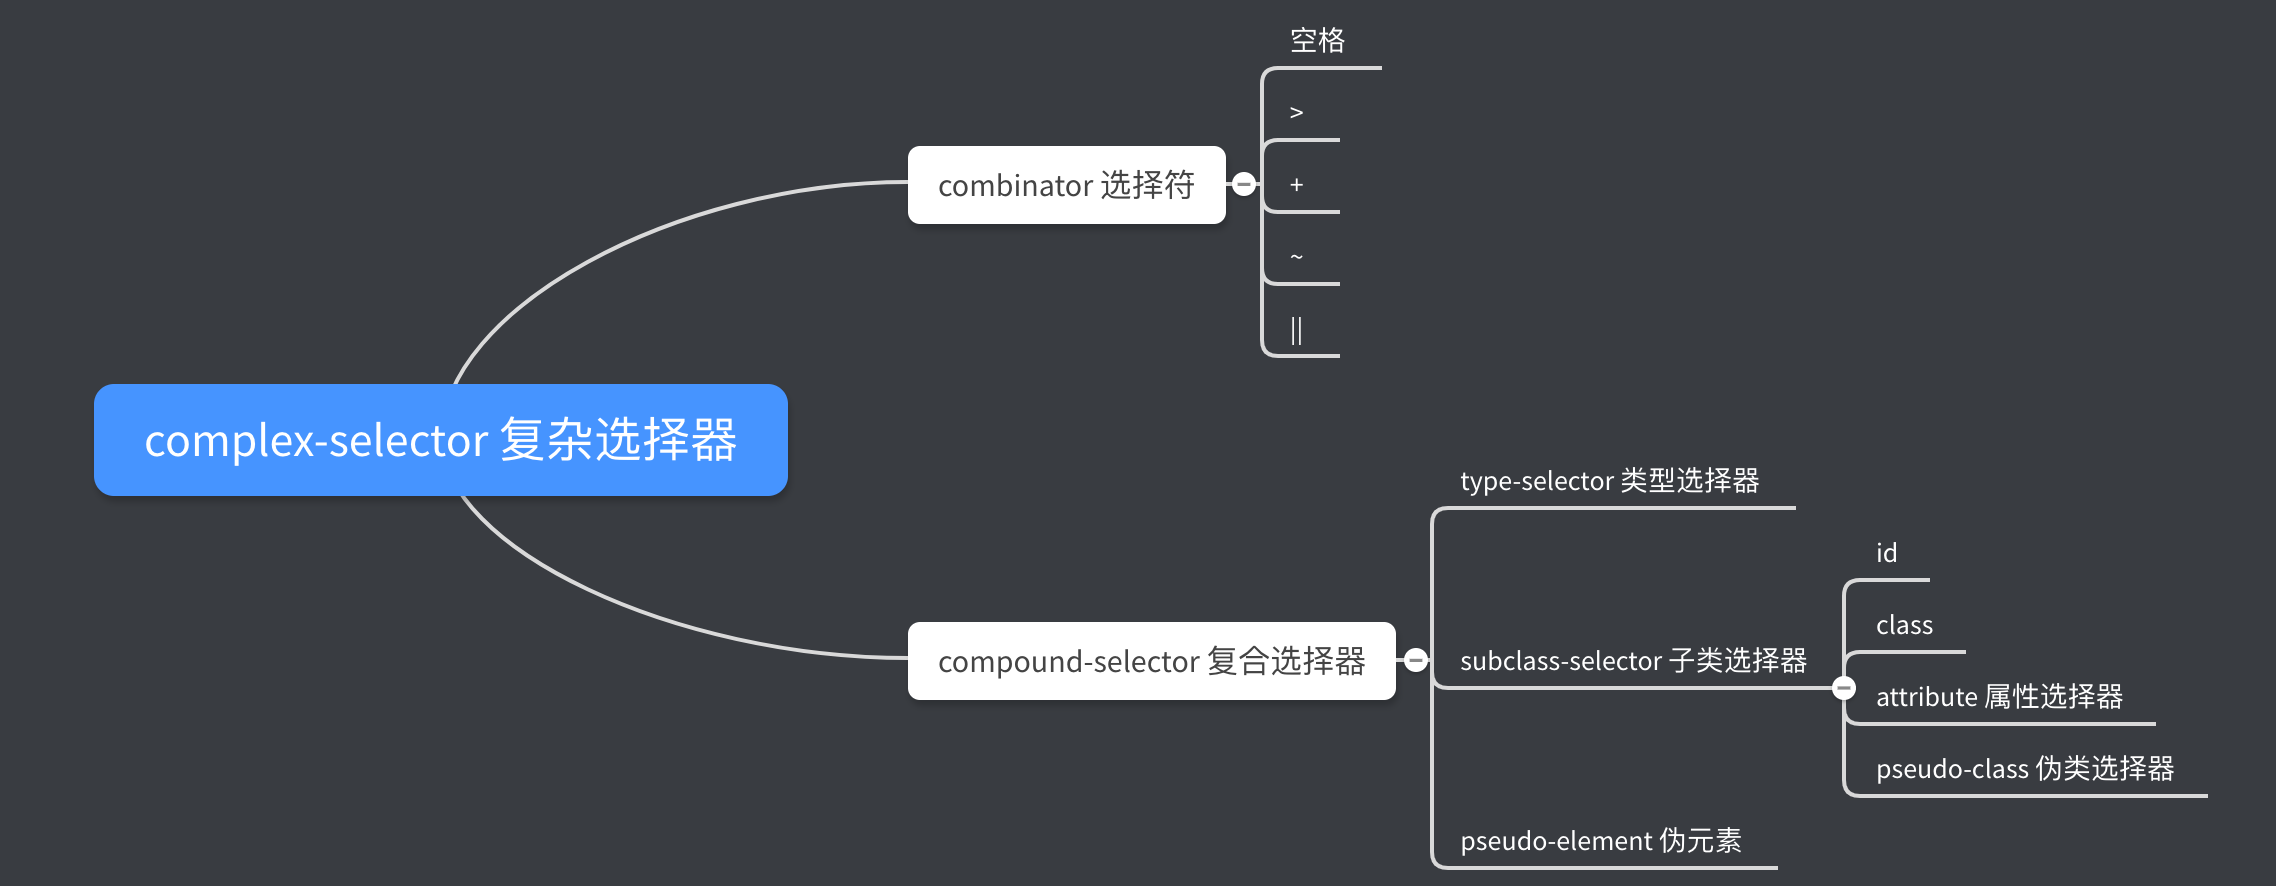 空格
>
+
~
||
combinator 选择符
complex-selector 复杂选择器
compound-selector 复合选择器
type-selector 类型选择器
subclass-selector 子类选择器
id
class
attribute 属性选择器
pseudo-class 伪类选择器
pseudo-element 伪元素